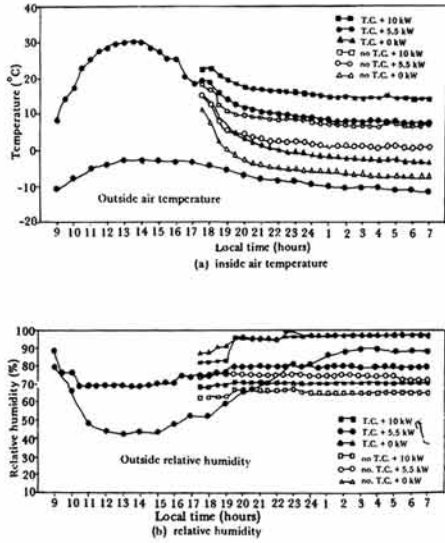 (a)
40
30
20
10
0
-10
-20
Temperature (°C)
T.C. + 10 kW
T.C. + 5.5 kW
T.C. + 0 kW
no T.C. + 10 kW
no T.C. + 5.5 kW
no T.C. + 0 kW
Outside air temperature
9 10 11 12 13 14 15 16 17 18 19 20 21 22 23 24 1 2 3 4 5 6 7
Local time (hours)
(a) inside air temperature
100
90
80
70
60
50
40
30
20
10
Relative humidity (%)
T.C. + 10 kW
T.C. + 5.5 kW
T.C. + 0 kW
no T.C. + 10 kW
no. T.C. + 5.5 kW
no. T.C. + 0 kW
Outside relative humidity
9 10 11 12 13 14 15 16 17 18 19 20 21 22 23 24 1 2 3 4 5 6 7
Local time (hours)
(b) relative humidity